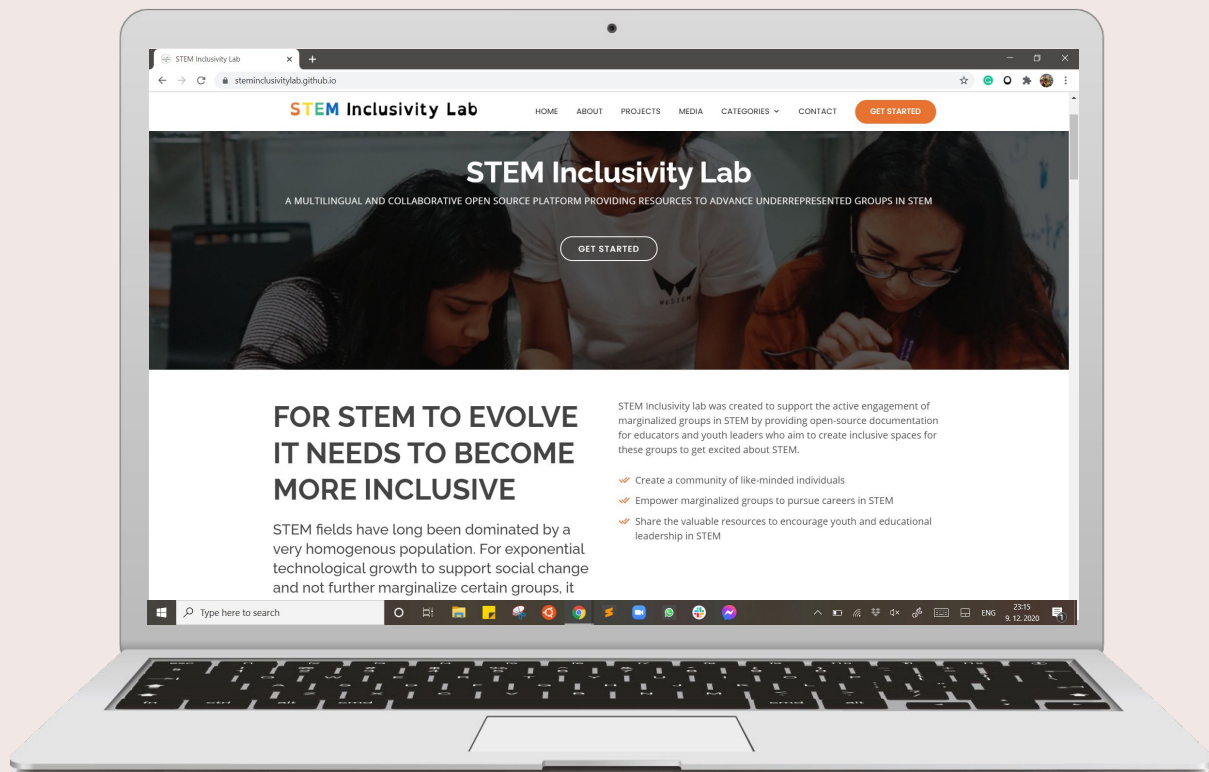 STEM Inclusivity Lab
steminclusivitylab.github.io
STEM Inclusivity Lab
HOME ABOUT PROJECTS MEDIA CATEGORIES CONTACT GET STARTED
STEM Inclusivity Lab
A MULTILINGUAL AND COLLABORATIVE OPEN SOURCE PLATFORM PROVIDING RESOURCES TO ADVANCE UNDERREPRESENTED GROUPS IN STEM
GET STARTED
FOR STEM TO EVOLVE
IT NEEDS TO BECOME
MORE INCLUSIVE
STEM fields have long been dominated by a
very homogenous population. For exponential
technological growth to support social change
and not further marginalize certain groups, it
STEM Inclusivity lab was created to support the active engagement of
marginalized groups in STEM by providing open-source documentation
for educators and youth leaders who aim to create inclusive spaces for
these groups to get excited about STEM.
Create a community of like-minded individuals
Empower marginalized groups to pursue careers in STEM
Share the valuable resources to encourage youth and educational
leadership in STEM
Type here to search
ENG
23:15
9. 12. 2020